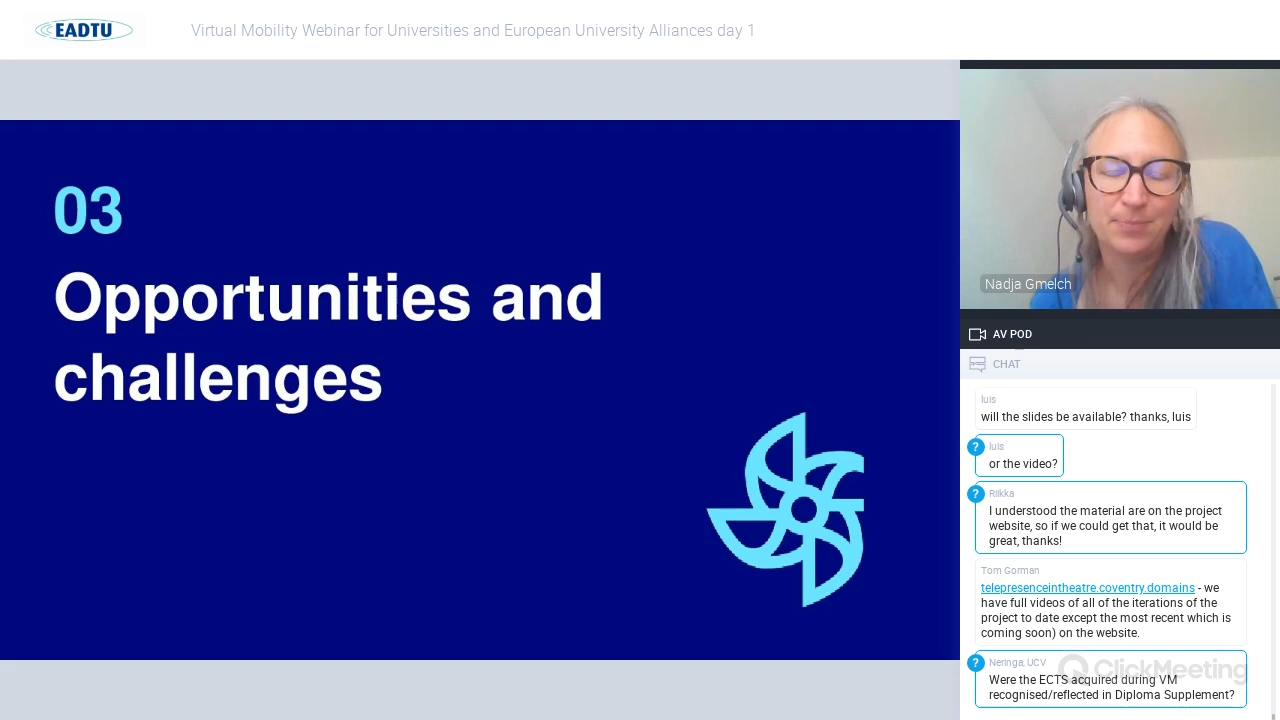 EADTU
Virtual Mobility Webinar for Universities and European University Alliances day 1
03
Opportunities and
challenges
Nadja Gmelch
AV POD
CHAT
luis
will the slides be available? thanks, luis
?
luis
or the video?
?
Riikka
I understood the material are on the project
website, so if we could get that, it would be
great, thanks!
Tom Gorman
telepresenceintheatre.coventry.domains - we
have full videos of all of the iterations of the
project to date except the most recent which is
coming soon) on the website.
?
Neringa, UCV
ClickMeeting
Were the ECTS acquired during VM
recognised/reflected in Diploma Supplement?